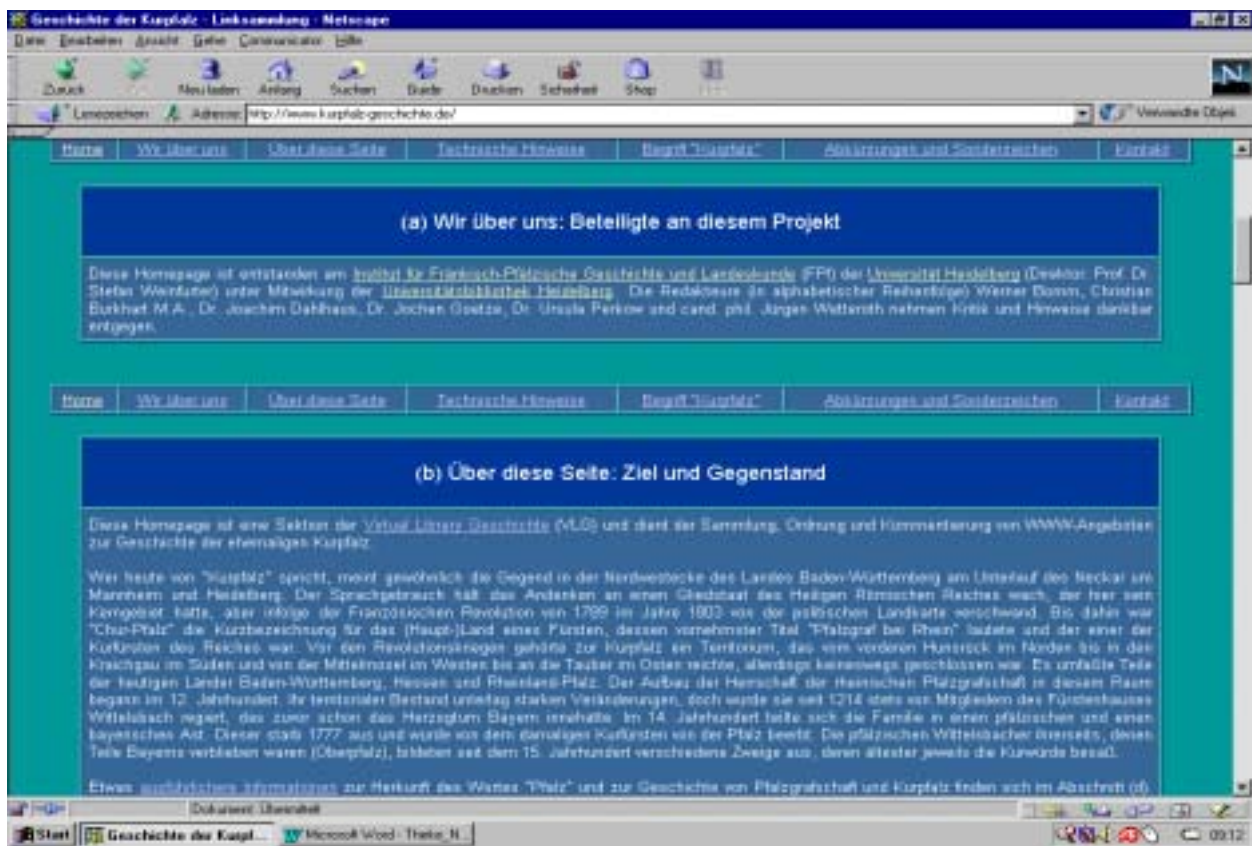 Geschichte der Kurpfalz - Linksammlung - Netscape
Datei Bearbeiten Ansicht Gehe Communicator Hilfe
Zurück Neu laden Anfang Suchen Guide Drucken Sicherheit Shop
Lesezeichen Adresse: http://www.kurpfalz-geschichte.de/ Verwandte Objek
Home Wir über uns Über diese Seite Technische Hinweise Begriff "Kurpfalz" Abkürzungen und Sonderzeichen Kontakt
(a) Wir über uns: Beteiligte an diesem Projekt
Diese Homepage ist entstanden am Institut für Fränkisch-Pfälzische Geschichte und Landeskunde (FPI) der Universität Heidelberg (Direktor: Prof. Dr.
Stefan Weinfurter) unter Mitwirkung der Universitätsbibliothek Heidelberg. Die Redakteure (in alphabetischer Reihenfolge) Werner Bomm, Christian
Burkhart M.A., Dr. Joachim Dahlhaus, Dr. Jochen Goetze, Dr. Ursula Perkow und cand. phil. Jürgen Wetteroth nehmen Kritik und Hinweise dankbar
entgegen.
Home Wir über uns Über diese Seite Technische Hinweise Begriff "Kurpfalz" Abkürzungen und Sonderzeichen Kontakt
(b) Über diese Seite: Ziel und Gegenstand
Diese Homepage ist eine Sektion der Virtual Library Geschichte (VLG) und dient der Sammlung, Ordnung und Kommentierung von WWW-Angeboten
zur Geschichte der ehemaligen Kurpfalz.
Wer heute von "Kurpfalz" spricht, meint gewöhnlich die Gegend in der Nordwestecke des Landes Baden-Württemberg am Unterlauf des Neckar um
Mannheim und Heidelberg. Der Sprachgebrauch hält das Andenken an einen Gliedstaat des Heiligen Römischen Reiches wach, der hier sein
Kerngebiet hatte, aber infolge der Französischen Revolution von 1789 im Jahre 1803 von der politischen Landkarte verschwand. Bis dahin war
"Chur-Pfalz" die Kurzbezeichnung für das (Haupt-)Land eines Fürsten, dessen vornehmster Titel "Pfalzgraf bei Rhein" lautete und der einer der
Kurfürsten des Reiches war. Vor den Revolutionskriegen gehörte zur Kurpfalz ein Territorium, das vom vorderen Hunsrück im Norden bis in den
Kraichgau im Süden und von der Mittelmosel im Westen bis an die Tauber im Osten reichte, allerdings keineswegs geschlossen war. Es umfaßte Teile
der heutigen Länder Baden-Württemberg, Hessen und Rheinland-Pfalz. Der Aufbau der Herrschaft der rheinischen Pfalzgrafschaft in diesem Raum
begann im 12. Jahrhundert. Ihr territorialer Bestand unterlag starken Veränderungen, doch wurde sie seit 1214 stets von Mitgliedern des Fürstenhauses
Wittelsbach regiert, das zuvor schon das Herzogtum Bayern innehatte. Im 14. Jahrhundert teilte sich die Familie in einen pfälzischen und einen
bayerischen Ast. Dieser starb 1777 aus und wurde von dem damaligen Kurfürsten von der Pfalz beerbt. Die pfälzischen Wittelsbacher ihrerseits, denen
Teile Bayerns verblieben waren (Oberpfalz), bildeten seit dem 15. Jahrhundert verschiedene Zweige aus, deren ältester jeweils die Kurwürde besaß.
Etwas ausführlichere Informationen zur Herkunft des Wortes "Pfalz" und zur Geschichte von Pfalzgrafschaft und Kurpfalz finden sich im Abschnitt (d).
Dokument: Übermittelt
Start Geschichte der Kurpf... Microsoft Word - Theke_N... 09:12